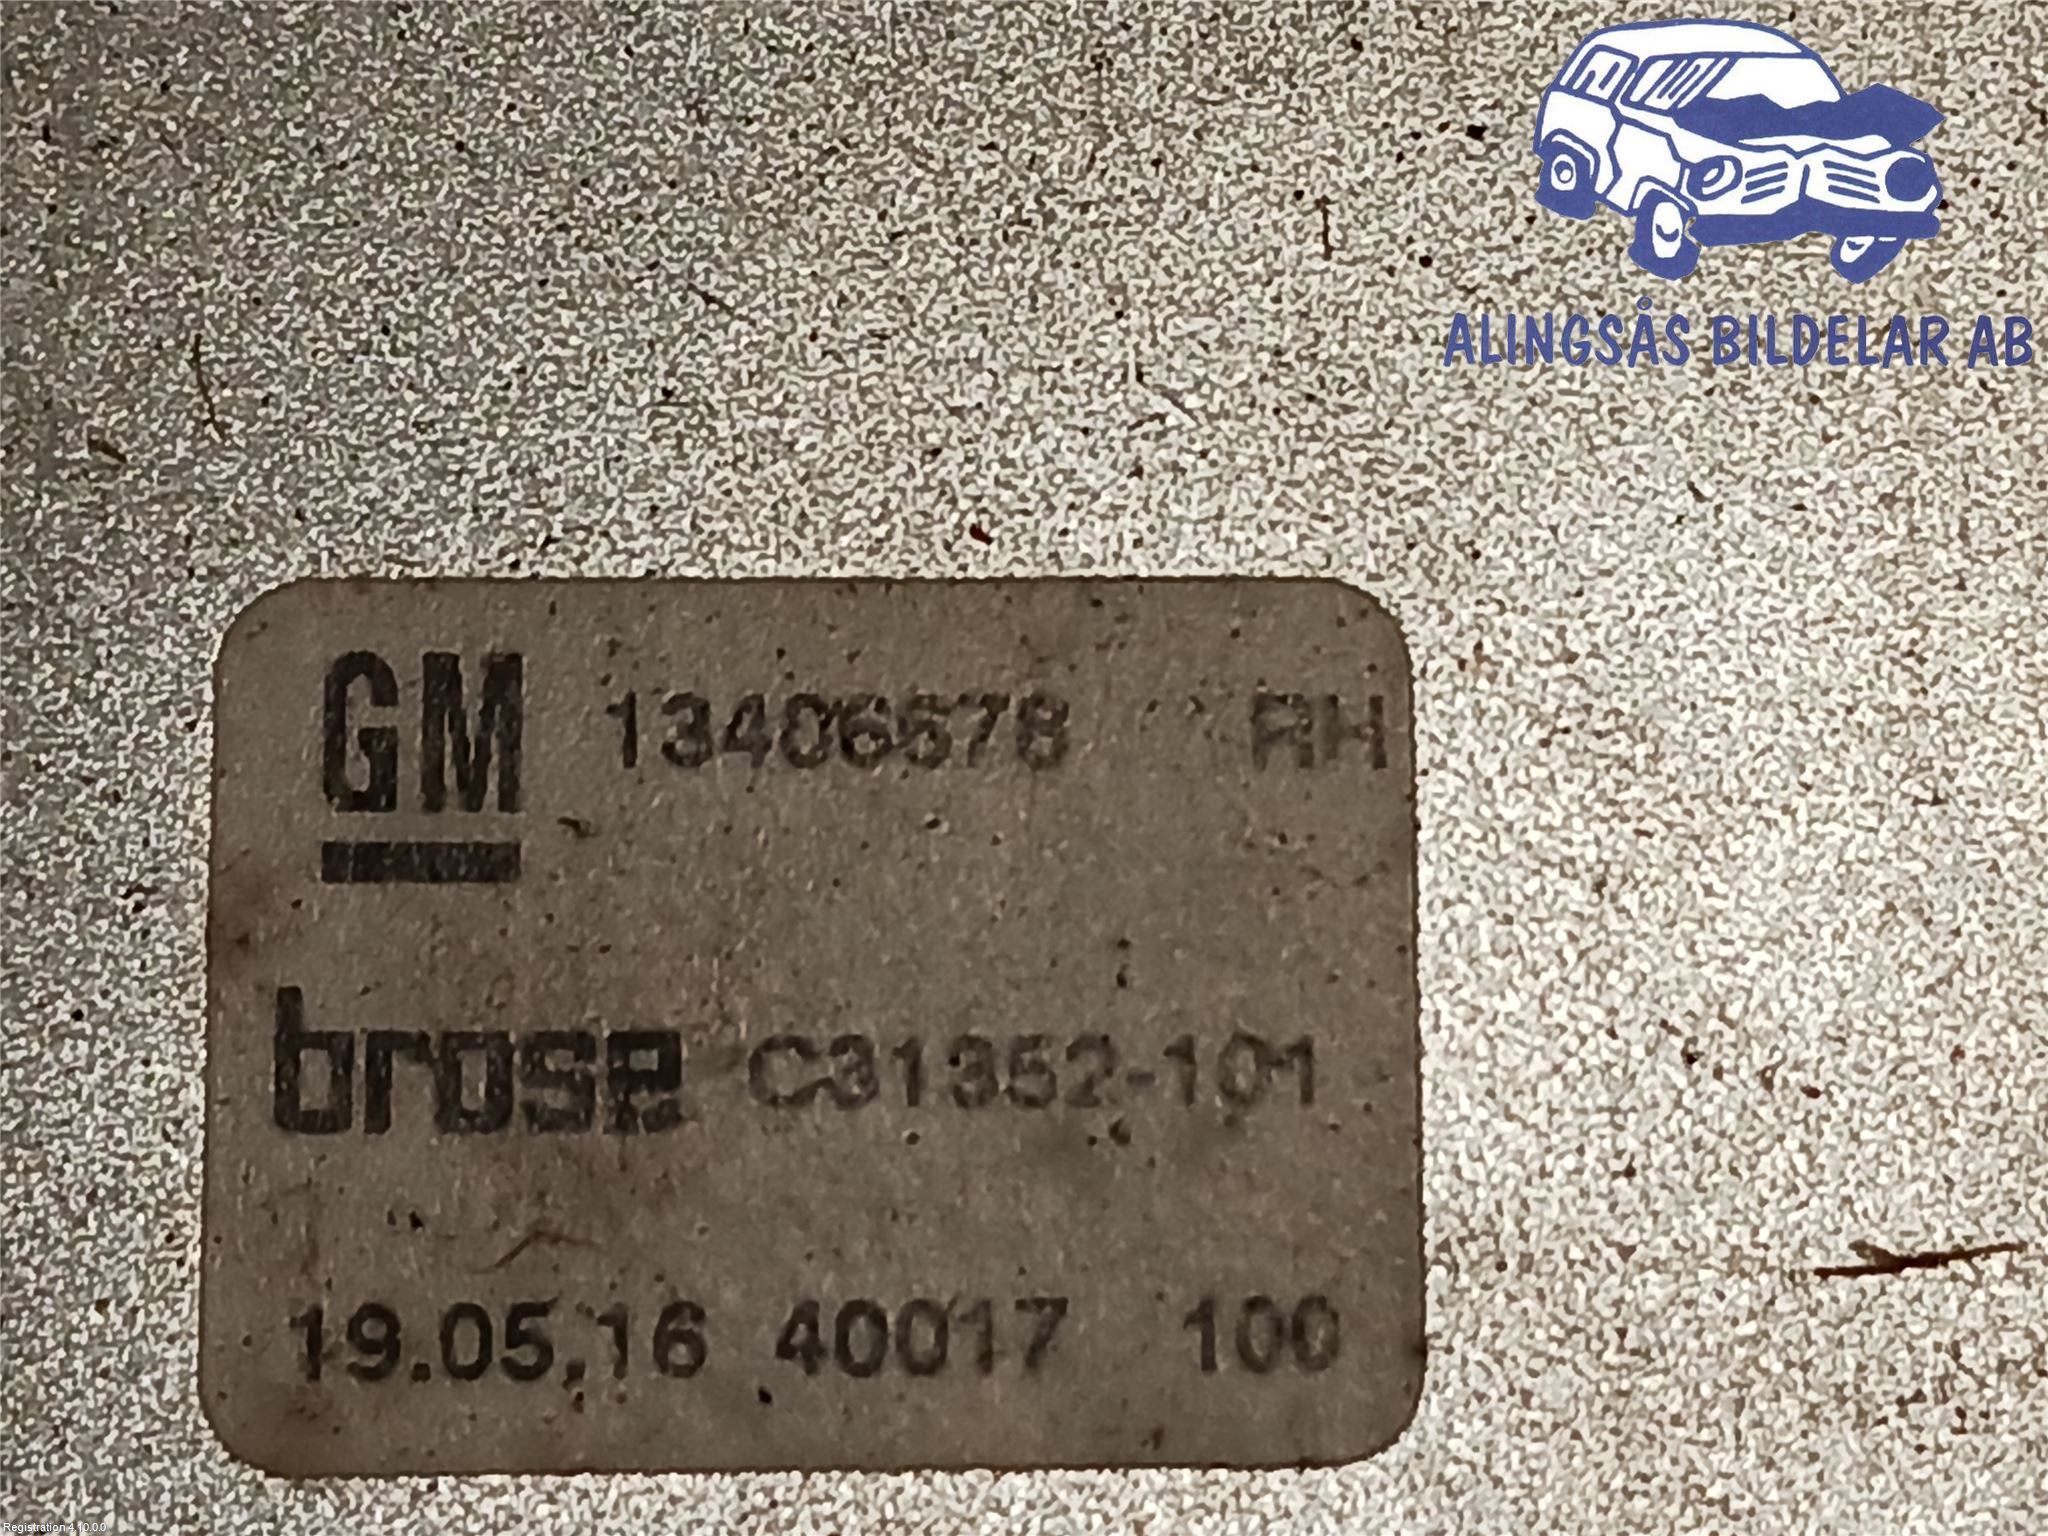 ALINGSÅS BILDELAR AB
GM 13406578 RH
brose C31352-101
19.05.16 40017 100
Registration 4.10.0.0